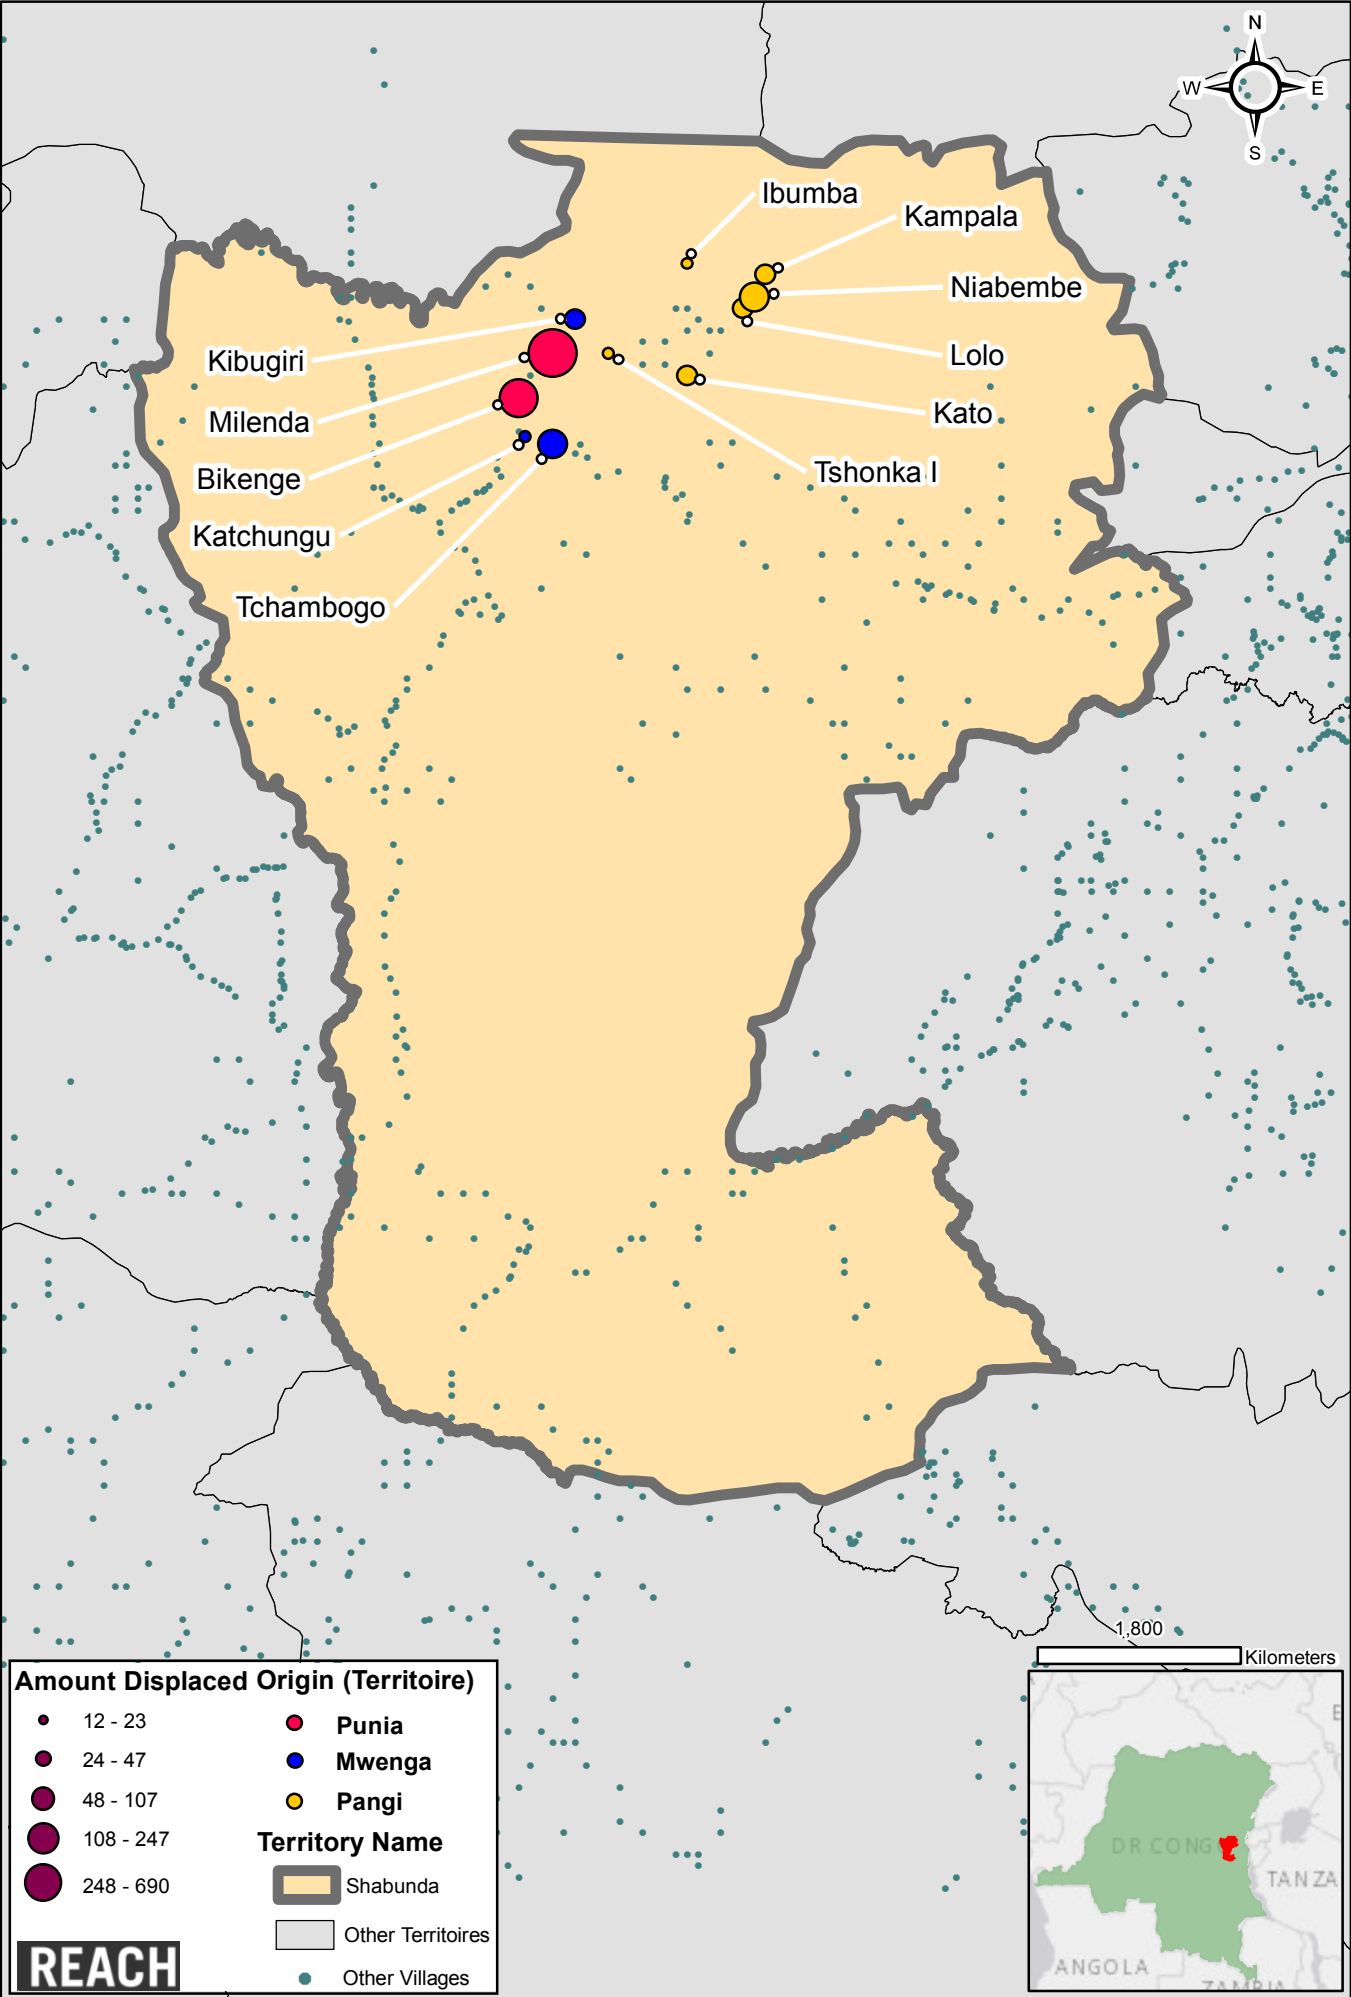 N
W
E
S
Ibumba
Kampala
Niabembe
Lolo
Kato
Tshonka I
Kibugiri
Milenda
Bikenge
Katchungu
Tchambogo
1,800
Kilometers
Amount Displaced
12 - 23
24 - 47
48 - 107
108 - 247
248 - 690
Origin (Territoire)
Punia
Mwenga
Pangi
Territory Name
Shabunda
Other Territoires
Other Villages
REACH
E
DR CONG
TANZA
ANGOLA
ZAMBIA